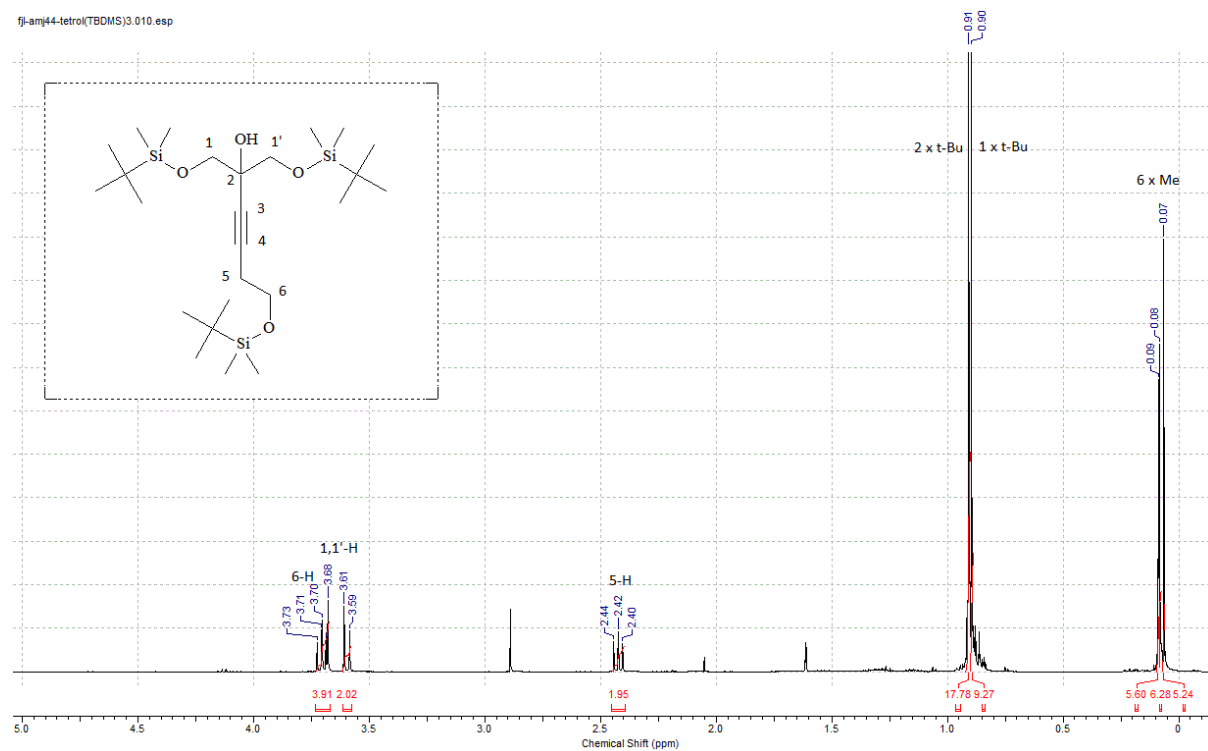 fjl-amj44-tetrol(TBDMS)3.010.esp
0.91
0.90
OH
1
1'
Si
Si
O
2
O
3
4
5
6
O
Si
2 x t-Bu
1 x t-Bu
6 x Me
0.07
0.08
0.09
1,1'-H
6-H
5-H
3.73
3.71
3.70
3.68
3.61
3.59
2.44
2.42
2.40
3.91 2.02
1.95
17.78 9.27
5.60 6.28 5.24
5.0 4.5 4.0 3.5 3.0 2.5 2.0 1.5 1.0 0.5 0
Chemical Shift (ppm)